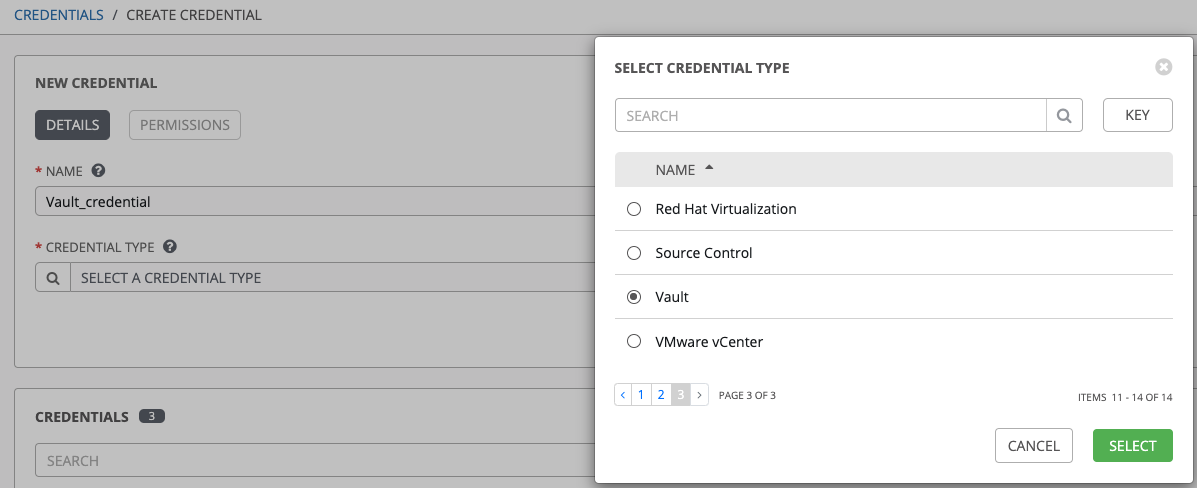 CREDENTIALS / CREATE CREDENTIAL
NEW CREDENTIAL
DETAILS PERMISSIONS
* NAME ?
Vault_credential
* CREDENTIAL TYPE ?
SELECT A CREDENTIAL TYPE
CREDENTIALS 3
SEARCH
SELECT CREDENTIAL TYPE
SEARCH KEY
NAME
Red Hat Virtualization
Source Control
Vault
VMware vCenter
< 1 2 3 > PAGE 3 OF 3 ITEMS 11 - 14 OF 14
CANCEL SELECT